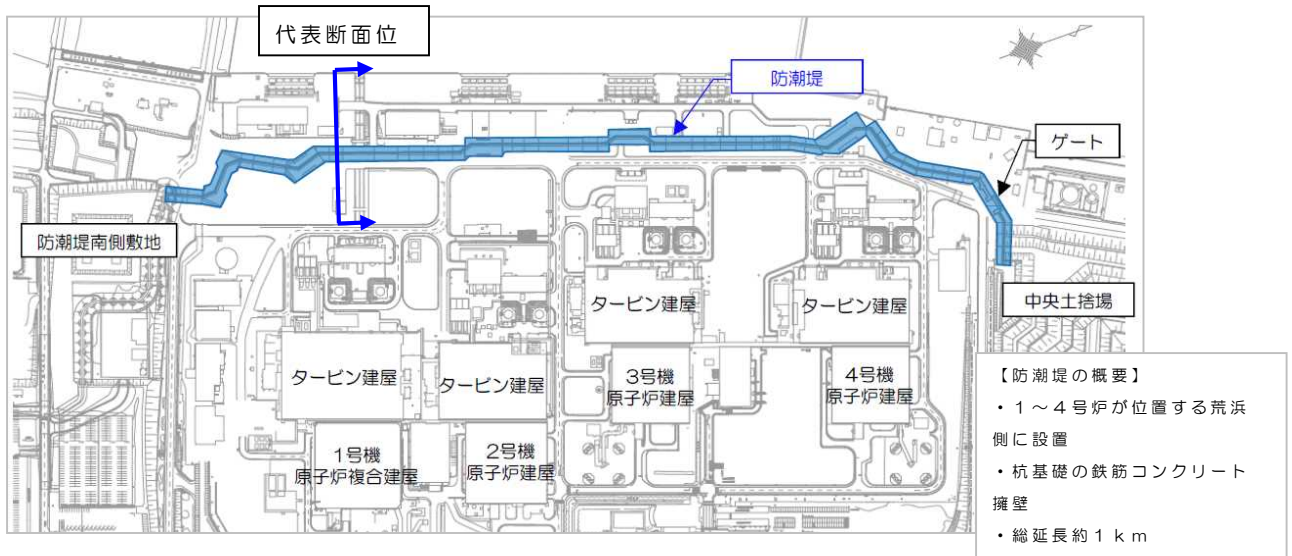 代表断面位
防潮堤
ゲート
防潮堤南側敷地
中央土捨場
タービン建屋
タービン建屋
タービン建屋
タービン建屋
1号機
原子炉複合建屋
2号機
原子炉建屋
3号機
原子炉建屋
4号機
原子炉建屋
【防潮堤の概要】
・1～4号炉が位置する荒浜
側に設置
・杭基礎の鉄筋コンクリート
擁壁
・総延長約1km